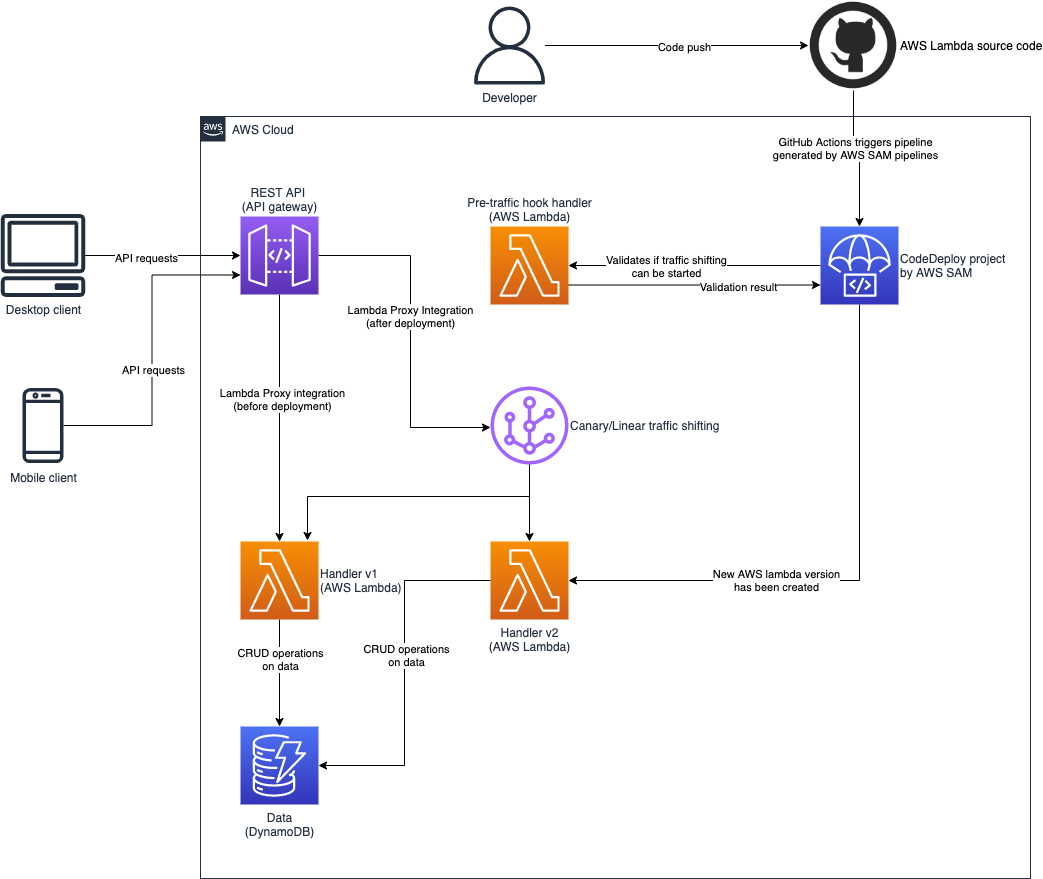 Code push
AWS Lambda source code
Developer
aws
AWS Cloud
GitHub Actions triggers pipeline
generated by AWS SAM pipelines
REST API
(API gateway)
Pre-traffic hook handler
(AWS Lambda)
API requests
Validates if traffic shifting
can be started
Validation result
CodeDeploy project
by AWS SAM
Desktop client
Lambda Proxy Integration
(after deployment)
API requests
Lambda Proxy integration
(before deployment)
Canary/Linear traffic shifting
Mobile client
Handler v1
(AWS Lambda)
New AWS lambda version
has been created
Handler v2
(AWS Lambda)
CRUD operations
on data
CRUD operations
on data
Data
(DynamoDB)